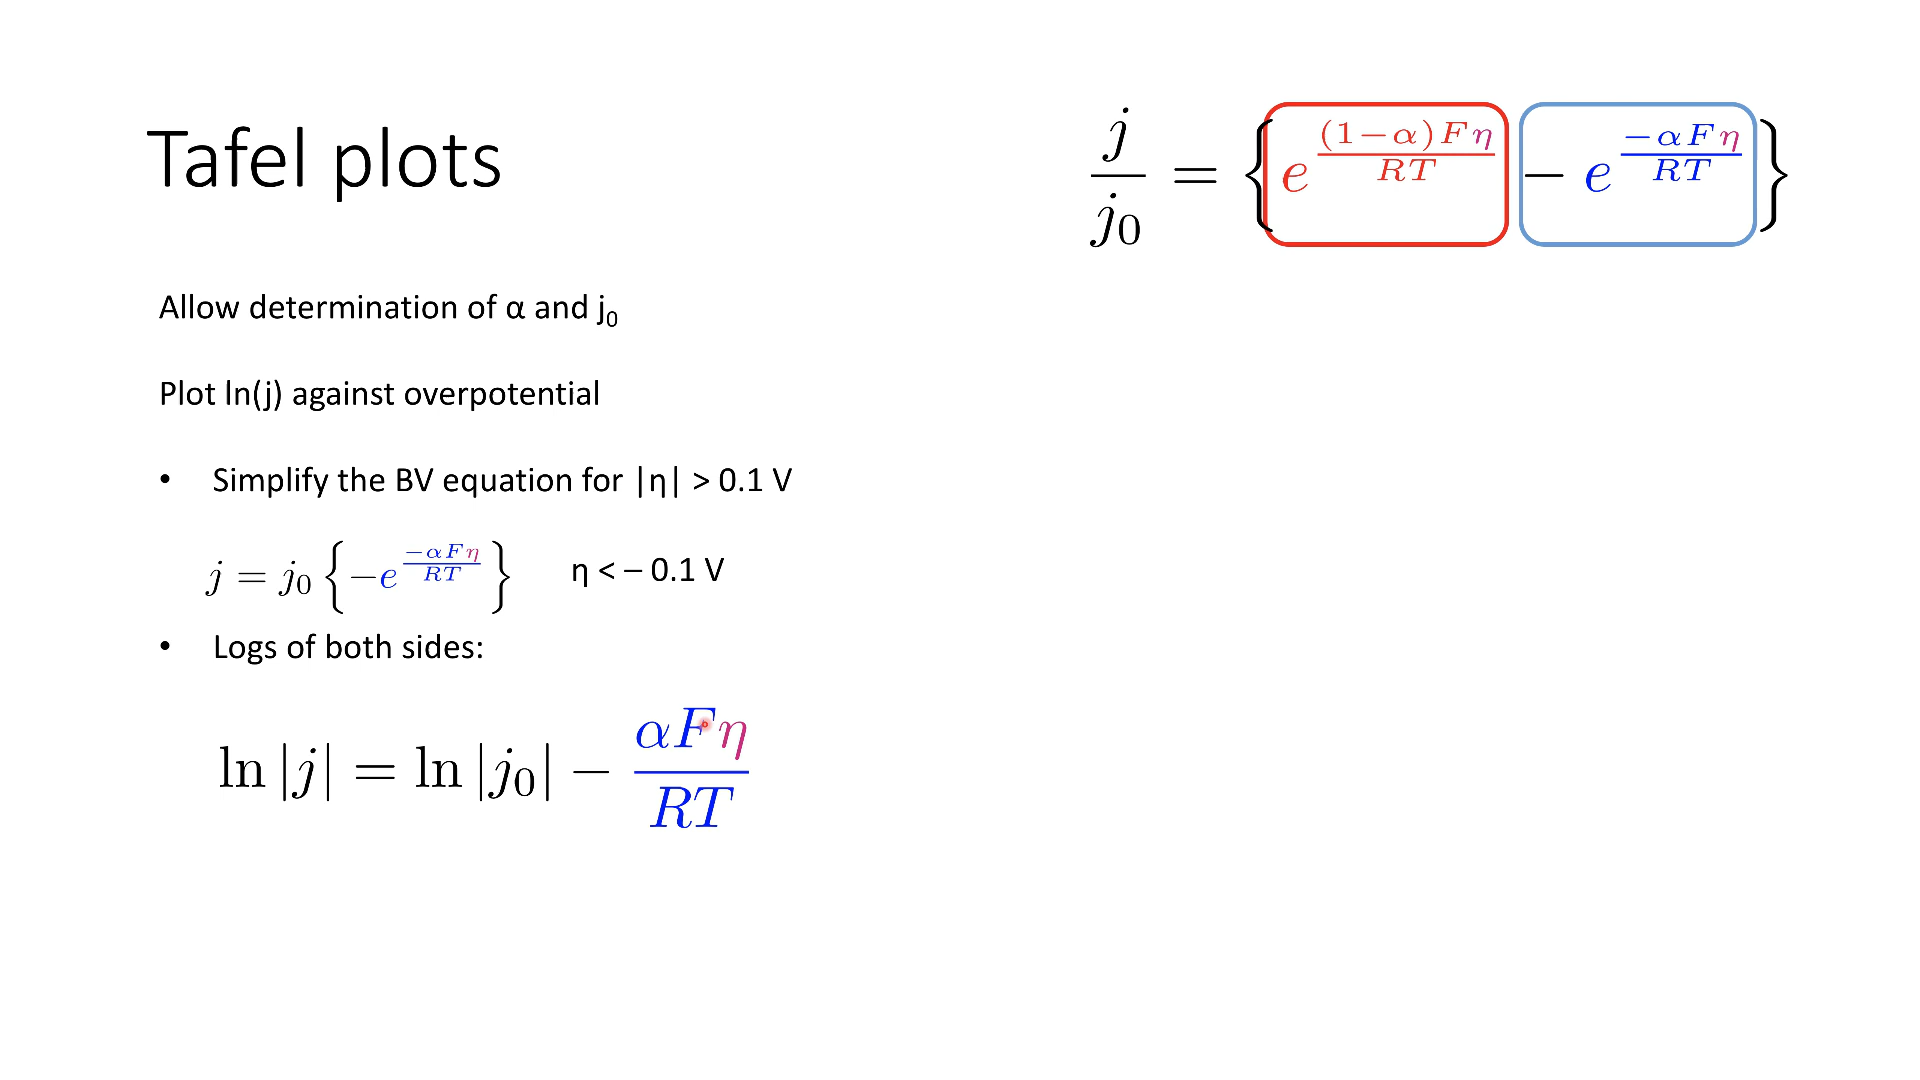 Tafel plots
j/j₀ = { e^{(1−α)Fη/RT} − e^{−αFη/RT} }
Allow determination of α and j₀
Plot ln(j) against overpotential
• Simplify the BV equation for |η| > 0.1 V
j = j₀ { −e^{−αFη/RT} } η < – 0.1 V
• Logs of both sides:
ln |j| = ln |j₀| − αFη/RT